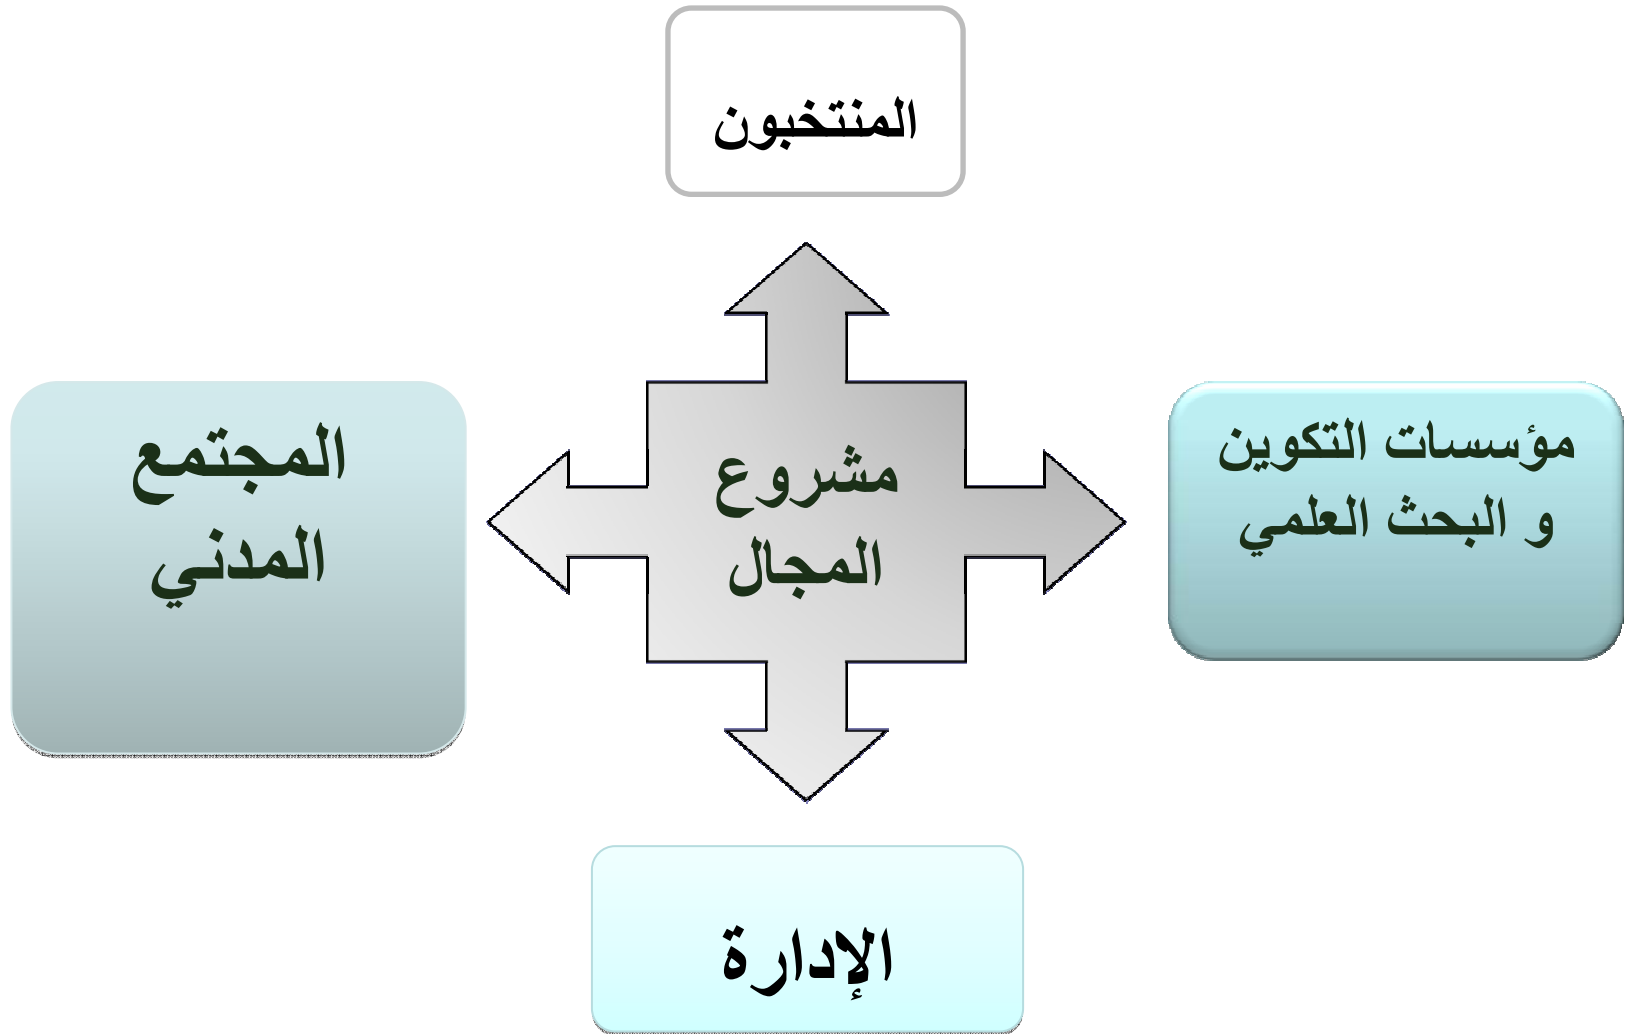 المنتخبون
مؤسسات التكوين
و البحث العلمي
مشروع
المجال
المجتمع
المدني
الإدارة